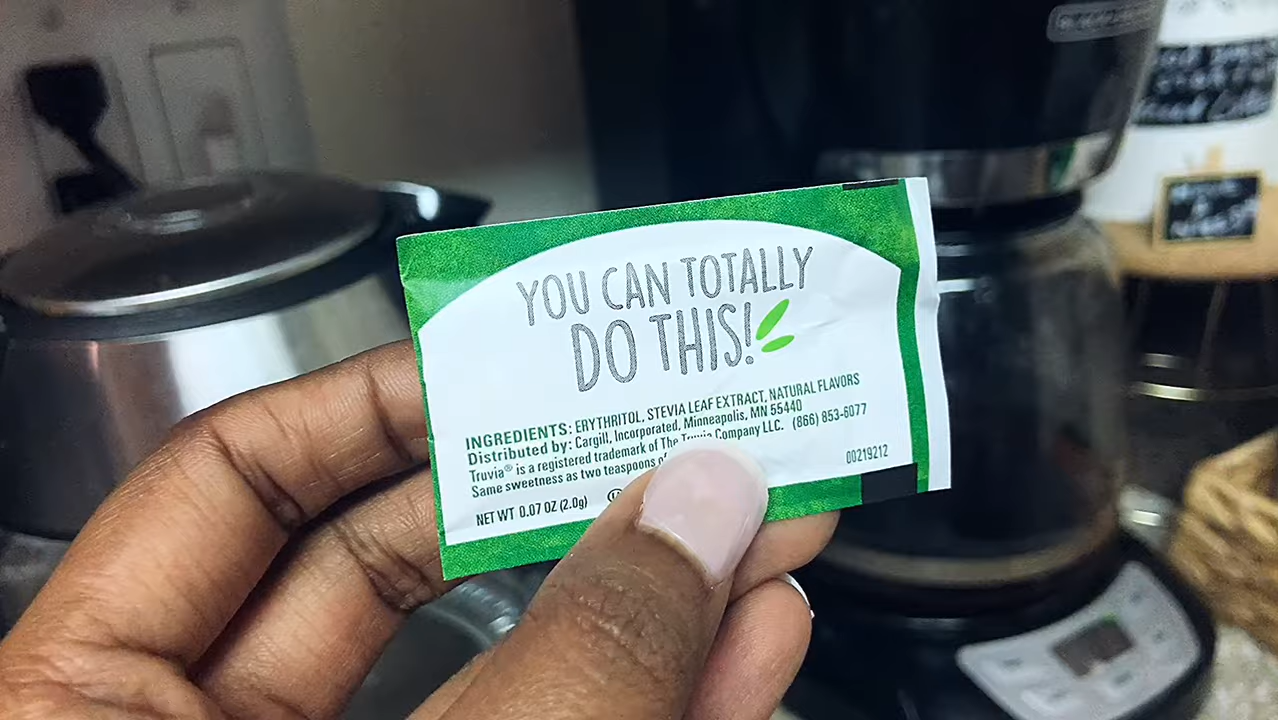 YOU CAN TOTALLY
DO THIS!
INGREDIENTS: ERYTHRITOL, STEVIA LEAF EXTRACT, NATURAL FLAVORS
Distributed by: Cargill, Incorporated, Minneapolis, MN 55440
Truvia® is a registered trademark of The Truvia Company LLC. (866) 853-6077
Same sweetness as two teaspoons
00219212
NET WT 0.07 OZ (2.0g)